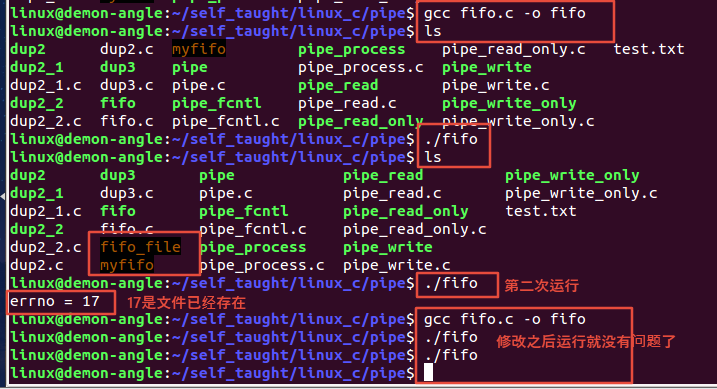 linux@demon-angle:~/self_taught/linux_c/pipe$ gcc fifo.c -o fifo
linux@demon-angle:~/self_taught/linux_c/pipe$ ls
dup2 dup2.c myfifo pipe_process pipe_read_only.c test.txt
dup2_1 dup3 pipe pipe_process.c pipe_write
dup2_1.c dup3.c pipe.c pipe_read pipe_write.c
dup2_2 fifo pipe_fcntl pipe_read.c pipe_write_only
dup2_2.c fifo.c pipe_fcntl.c pipe_read_only pipe_write_only.c
linux@demon-angle:~/self_taught/linux_c/pipe$ ./fifo
linux@demon-angle:~/self_taught/linux_c/pipe$ ls
dup2 dup3 pipe pipe_read pipe_write_only
dup2_1 dup3.c pipe.c pipe_read.c pipe_write_only.c
dup2_1.c fifo pipe_fcntl pipe_read_only test.txt
dup2_2 fifo.c pipe_fcntl.c pipe_read_only.c
dup2_2.c fifo_file pipe_process pipe_write
dup2.c myfifo pipe_process.c pipe_write.c
linux@demon-angle:~/self_taught/linux_c/pipe$ ./fifo 第二次运行
errno = 17 17是文件已经存在
linux@demon-angle:~/self_taught/linux_c/pipe$ gcc fifo.c -o fifo
linux@demon-angle:~/self_taught/linux_c/pipe$ ./fifo 修改之后运行就没有问题了
linux@demon-angle:~/self_taught/linux_c/pipe$ ./fifo
linux@demon-angle:~/self_taught/linux_c/pipe$